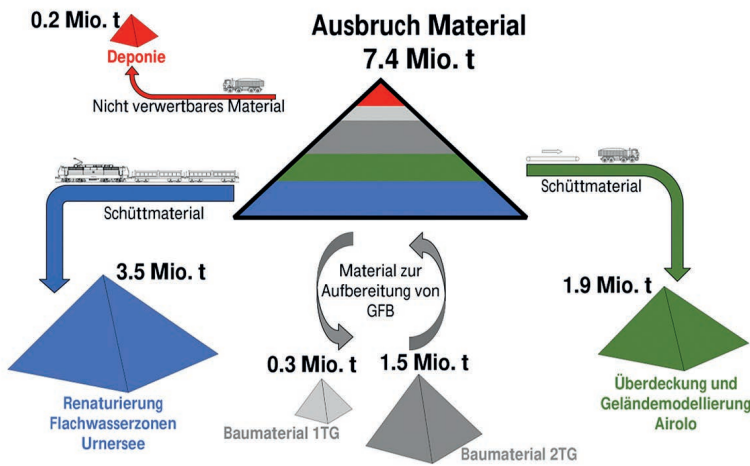 Ausbruch Material
7.4 Mio. t
0.2 Mio. t
Deponie
Nicht verwertbares Material
Schüttmaterial
3.5 Mio. t
Renaturierung
Flachwasserzonen
Urnersee
Material zur
Aufbereitung von
GFB
0.3 Mio. t
Baumaterial 1TG
1.5 Mio. t
Baumaterial 2TG
Schüttmaterial
1.9 Mio. t
Überdeckung und
Geländemodellierung
Airolo